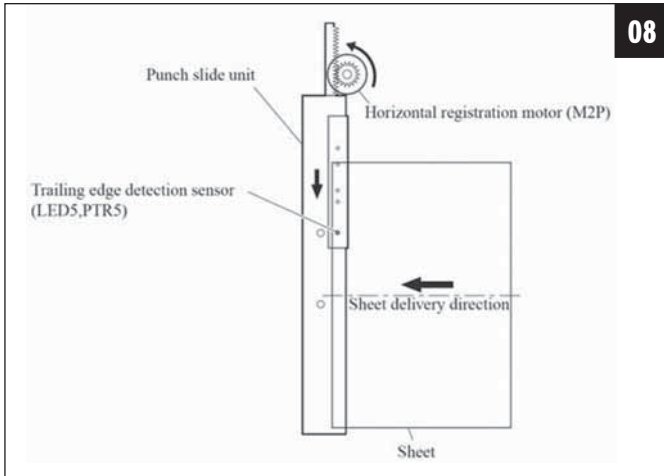 08
Punch slide unit
Horizontal registration motor (M2P)
Trailing edge detection sensor
(LED5,PTR5)
Sheet delivery direction
Sheet